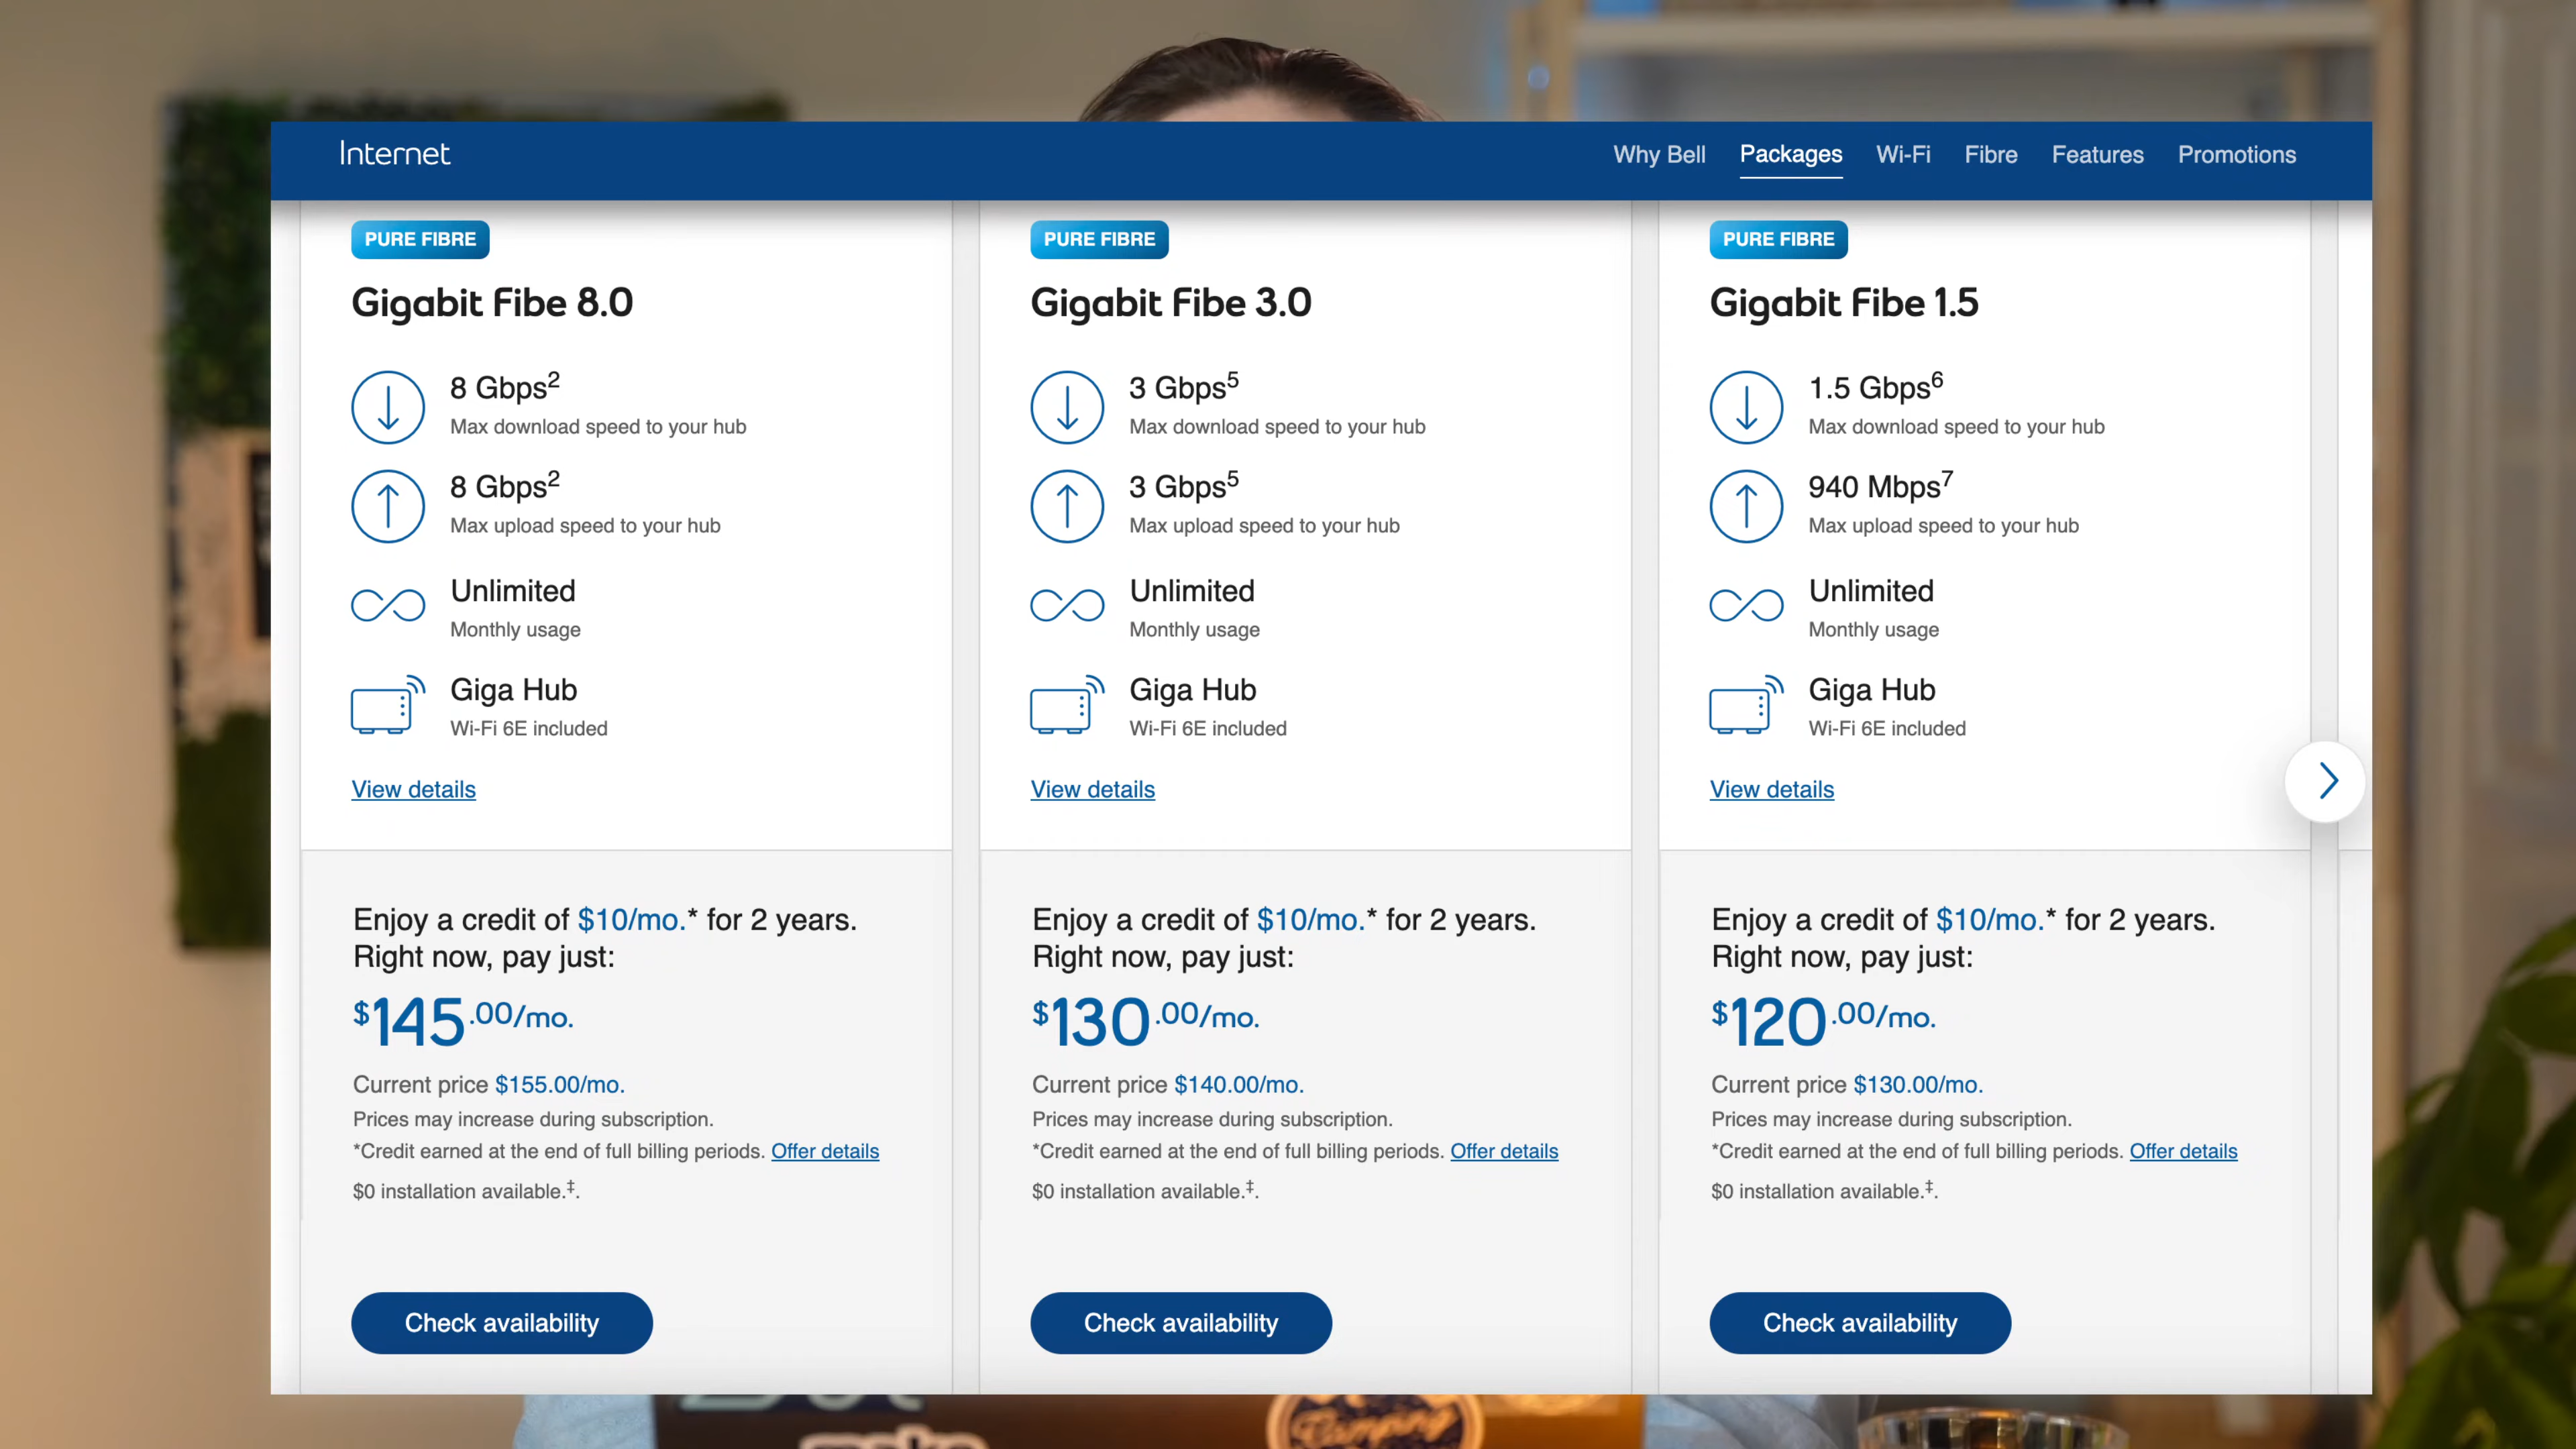 Internet
Why Bell Packages Wi-Fi Fibre Features Promotions
PURE FIBRE
Gigabit Fibe 8.0
8 Gbps2
Max download speed to your hub
8 Gbps2
Max upload speed to your hub
Unlimited
Monthly usage
Giga Hub
Wi-Fi 6E included
View details
Enjoy a credit of $10/mo.* for 2 years.
Right now, pay just:
$145.00/mo.
Current price $155.00/mo.
Prices may increase during subscription.
*Credit earned at the end of full billing periods. Offer details
$0 installation available.‡.
Check availability
PURE FIBRE
Gigabit Fibe 3.0
3 Gbps5
Max download speed to your hub
3 Gbps5
Max upload speed to your hub
Unlimited
Monthly usage
Giga Hub
Wi-Fi 6E included
View details
Enjoy a credit of $10/mo.* for 2 years.
Right now, pay just:
$130.00/mo.
Current price $140.00/mo.
Prices may increase during subscription.
*Credit earned at the end of full billing periods. Offer details
$0 installation available.‡.
Check availability
PURE FIBRE
Gigabit Fibe 1.5
1.5 Gbps6
Max download speed to your hub
940 Mbps7
Max upload speed to your hub
Unlimited
Monthly usage
Giga Hub
Wi-Fi 6E included
View details
Enjoy a credit of $10/mo.* for 2 years.
Right now, pay just:
$120.00/mo.
Current price $130.00/mo.
Prices may increase during subscription.
*Credit earned at the end of full billing periods. Offer details
$0 installation available.‡.
Check availability
Camping